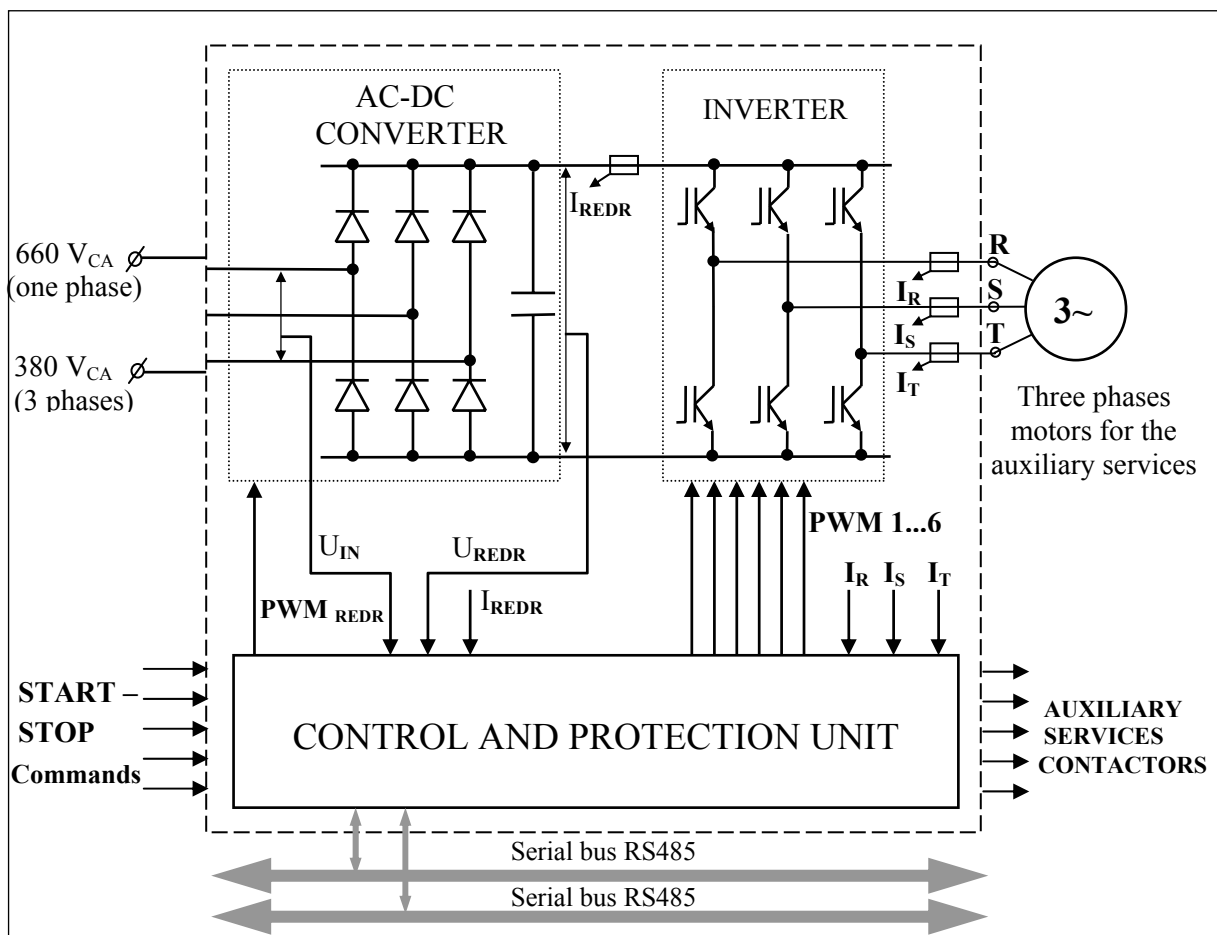 AC-DC
CONVERTER
INVERTER
I_REDR
660 V_CA
(one phase)
380 V_CA
(3 phases)
R
I_R
S
I_S
T
I_T
3~
Three phases
motors for the
auxiliary services
U_IN
U_REDR
PWM 1...6
PWM _REDR
I_REDR
I_R I_S I_T
START –
STOP
Commands
CONTROL AND PROTECTION UNIT
AUXILIARY
SERVICES
CONTACTORS
Serial bus RS485
Serial bus RS485